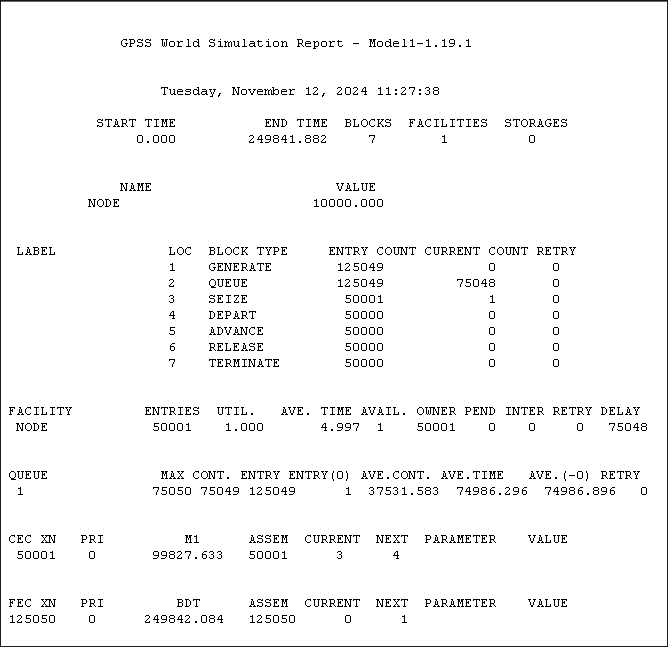 GPSS World Simulation Report - Model1-1.19.1
Tuesday, November 12, 2024 11:27:38
START TIME END TIME BLOCKS FACILITIES STORAGES
0.000 249841.882 7 1 0
NAME VALUE
NODE 10000.000
LABEL LOC BLOCK TYPE ENTRY COUNT CURRENT COUNT RETRY
1 GENERATE 125049 0 0
2 QUEUE 125049 75048 0
3 SEIZE 50001 1 0
4 DEPART 50000 0 0
5 ADVANCE 50000 0 0
6 RELEASE 50000 0 0
7 TERMINATE 50000 0 0
FACILITY ENTRIES UTIL. AVE. TIME AVAIL. OWNER PEND INTER RETRY DELAY
NODE 50001 1.000 4.997 1 50001 0 0 0 75048
QUEUE MAX CONT. ENTRY ENTRY(0) AVE.CONT. AVE.TIME AVE.(-0) RETRY
1 75050 75049 125049 1 37531.583 74986.296 74986.896 0
CEC XN PRI M1 ASSEM CURRENT NEXT PARAMETER VALUE
50001 0 99827.633 50001 3 4
FEC XN PRI BDT ASSEM CURRENT NEXT PARAMETER VALUE
125050 0 249842.084 125050 0 1